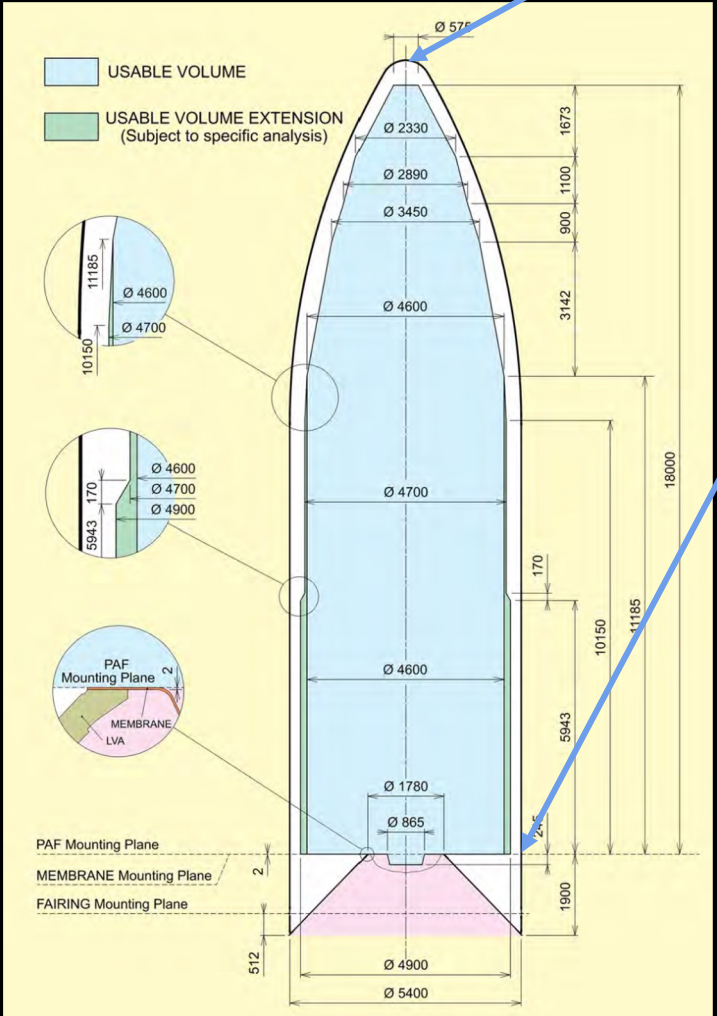 Ø 575
USABLE VOLUME
USABLE VOLUME EXTENSION
(Subject to specific analysis)
Ø 2330
1673
Ø 2890
1100
Ø 3450
900
11185
Ø 4600
Ø 4700
10150
Ø 4600
3142
Ø 4600
Ø 4700
Ø 4900
170
5943
Ø 4700
18000
170
11185
10150
PAF
Mounting Plane
2
MEMBRANE
LVA
Ø 4600
5943
Ø 1780
Ø 865
245
PAF Mounting Plane
MEMBRANE Mounting Plane
2
FAIRING Mounting Plane
1900
512
Ø 4900
Ø 5400